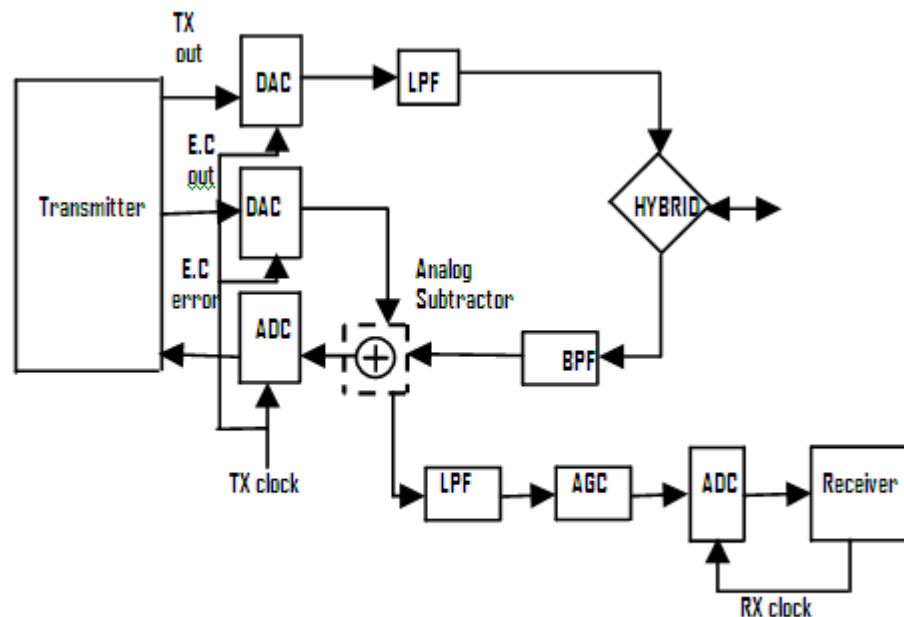 TX
out
DAC
LPF
E.C
out
Transmitter
DAC
HYBRID
E.C
error
Analog
Subtractor
ADC
BPF
TX clock
LPF
AGC
ADC
Receiver
RX clock